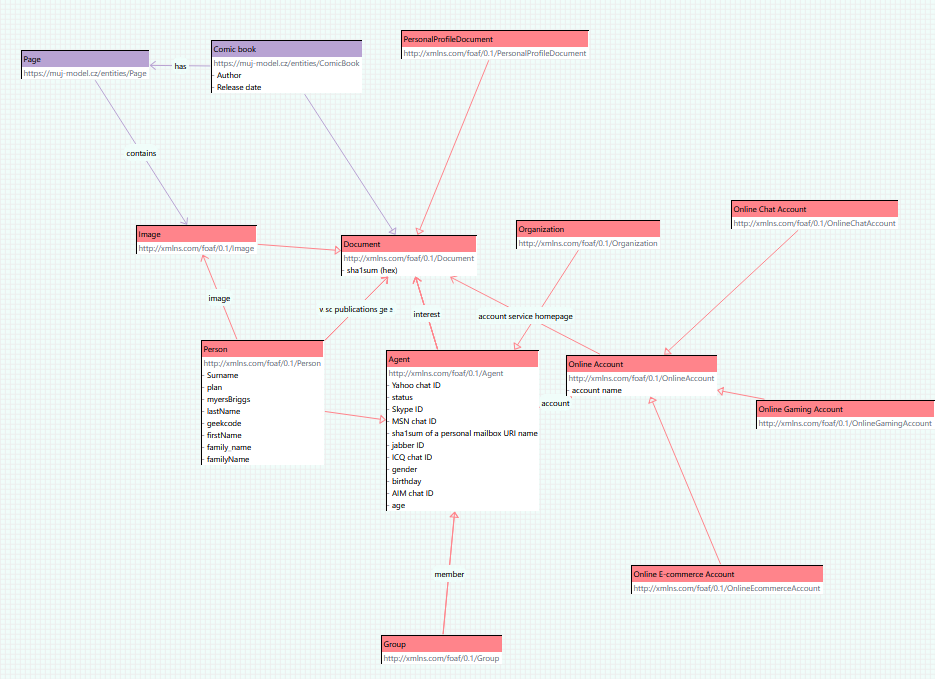 PersonalProfileDocument
http://xmlns.com/foaf/0.1/PersonalProfileDocument
Comic book
https://muj-model.cz/entities/ComicBook
- Author
- Release date
Page
https://muj-model.cz/entities/Page
has
contains
Online Chat Account
http://xmlns.com/foaf/0.1/OnlineChatAccount
Organization
http://xmlns.com/foaf/0.1/Organization
Image
http://xmlns.com/foaf/0.1/Image
Document
http://xmlns.com/foaf/0.1/Document
- sha1sum (hex)
image
publications
interest
account service homepage
Person
http://xmlns.com/foaf/0.1/Person
- Surname
- plan
- myersBriggs
- lastName
- geekcode
- firstName
- family_name
- familyName
Agent
http://xmlns.com/foaf/0.1/Agent
- Yahoo chat ID
- status
- Skype ID
- MSN chat ID
- sha1sum of a personal mailbox URI name
- jabber ID
- ICQ chat ID
- gender
- birthday
- AIM chat ID
- age
Online Account
http://xmlns.com/foaf/0.1/OnlineAccount
- account name
account
Online Gaming Account
http://xmlns.com/foaf/0.1/OnlineGamingAccount
member
Online E-commerce Account
http://xmlns.com/foaf/0.1/OnlineEcommerceAccount
Group
http://xmlns.com/foaf/0.1/Group